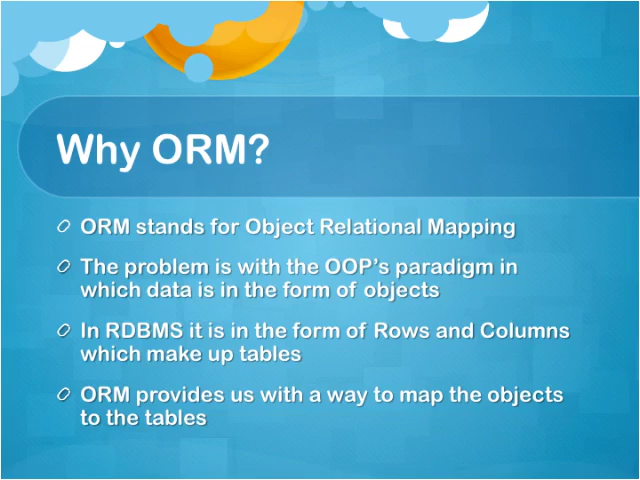 Why ORM?
ORM stands for Object Relational Mapping
The problem is with the OOP's paradigm in
which data is in the form of objects
In RDBMS it is in the form of Rows and Columns
which make up tables
ORM provides us with a way to map the objects
to the tables